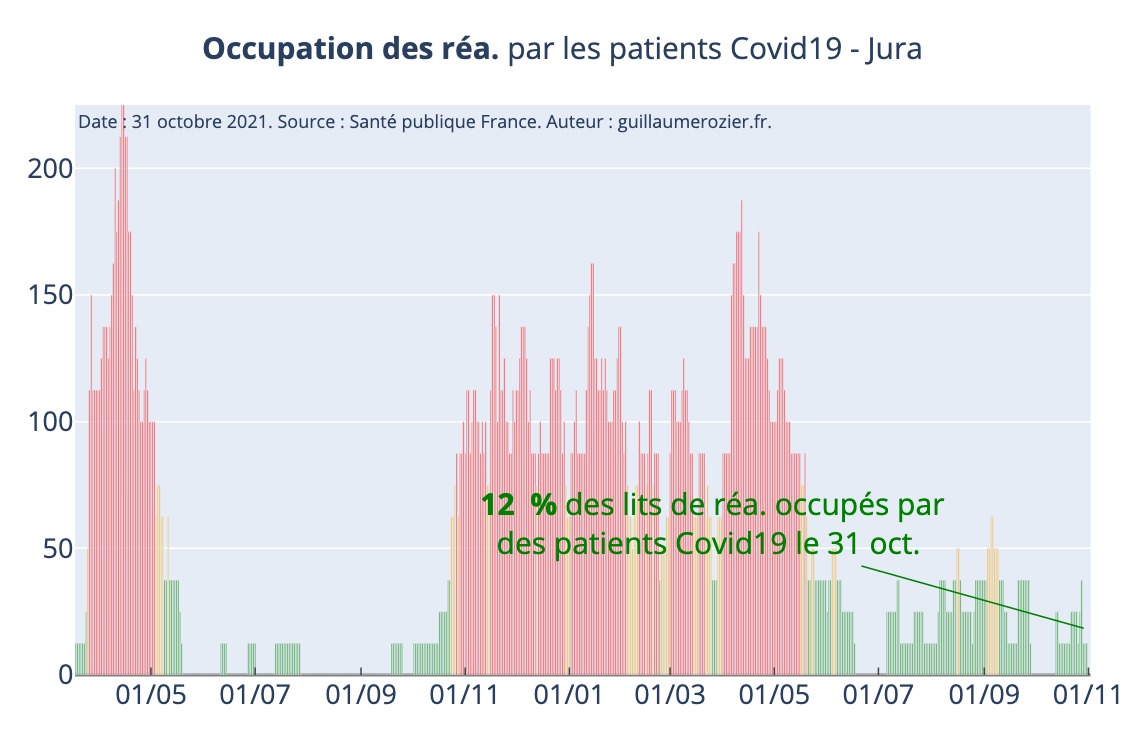 Occupation des réa. par les patients Covid19 - Jura
Date : 31 octobre 2021. Source : Santé publique France. Auteur : guillaumerozier.fr.
200
150
100
50
0
12 % des lits de réa. occupés par
des patients Covid19 le 31 oct.
01/05 01/07 01/09 01/11 01/01 01/03 01/05 01/07 01/09 01/11